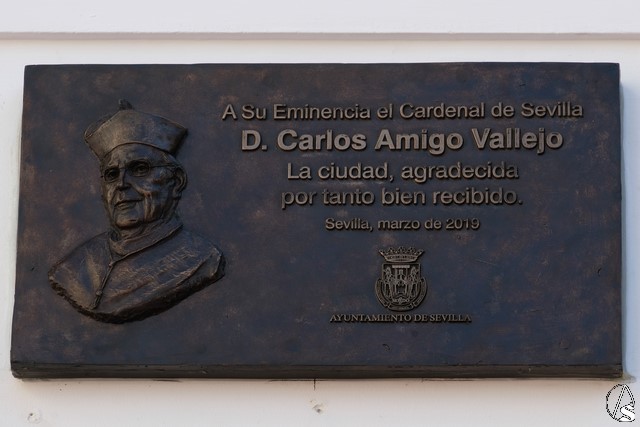 A Su Eminencia el Cardenal de Sevilla
D. Carlos Amigo Vallejo
La ciudad, agradecida
por tanto bien recibido.
Sevilla, marzo de 2019
AYUNTAMIENTO DE SEVILLA